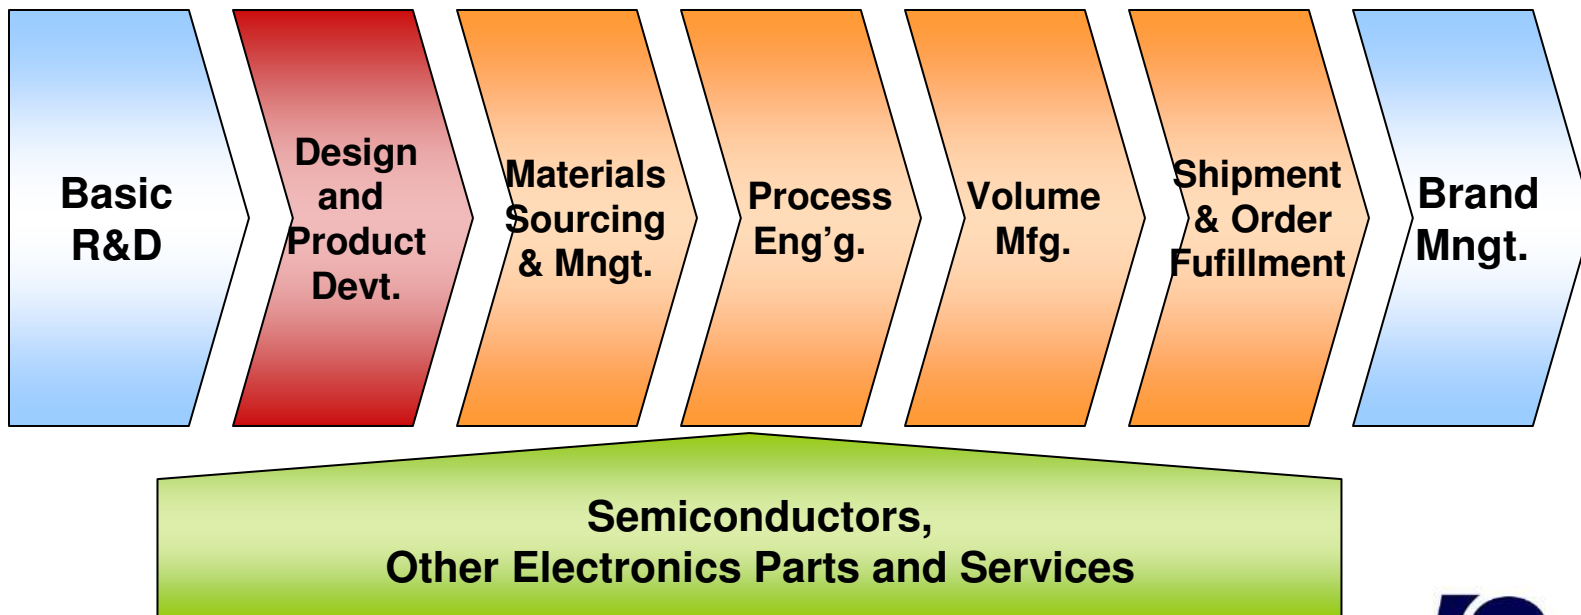 Basic
R&D
Design
and
Product
Devt.
Materials
Sourcing
& Mngt.
Process
Eng’g.
Volume
Mfg.
Shipment
& Order
Fufillment
Brand
Mngt.
Semiconductors,
Other Electronics Parts and Services